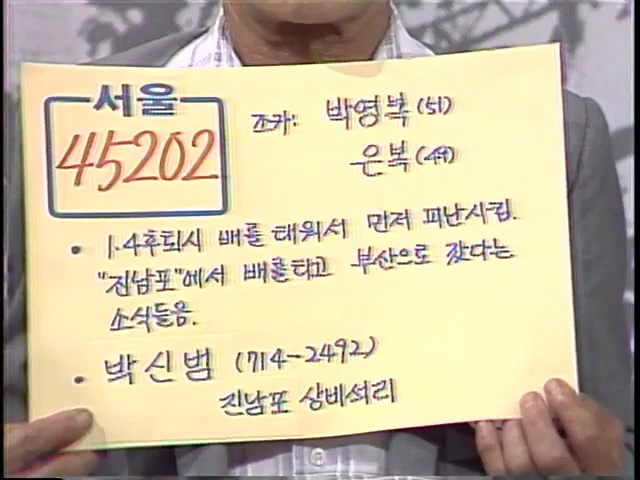 서울
45202
조카: 박영복(51)
은복(49)
• 1.4후퇴시 배를 태워서 먼저 피난시킴.
"진남포"에서 배를타고 부산으로 갔다는
소식들음.
• 박신범 (714-2492)
진남포 상비석리